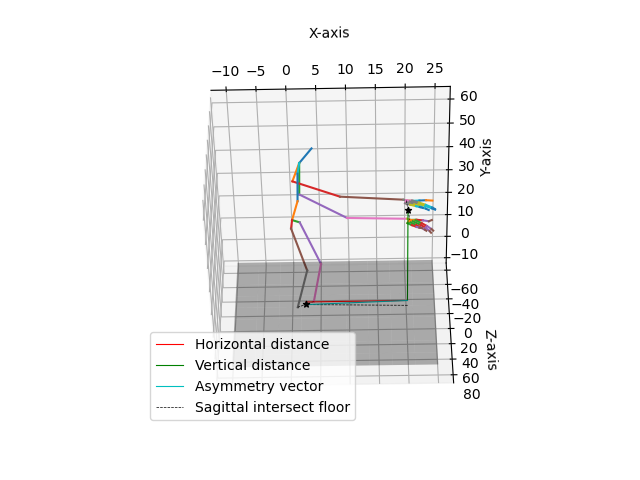 X-axis
−10 −5 0 5 10 15 20 25
60
50
40
30
20
10
0
−10
Y-axis
−60
−40
−20
0
20
40
60
80
Z-axis
Horizontal distance
Vertical distance
Asymmetry vector
Sagittal intersect floor